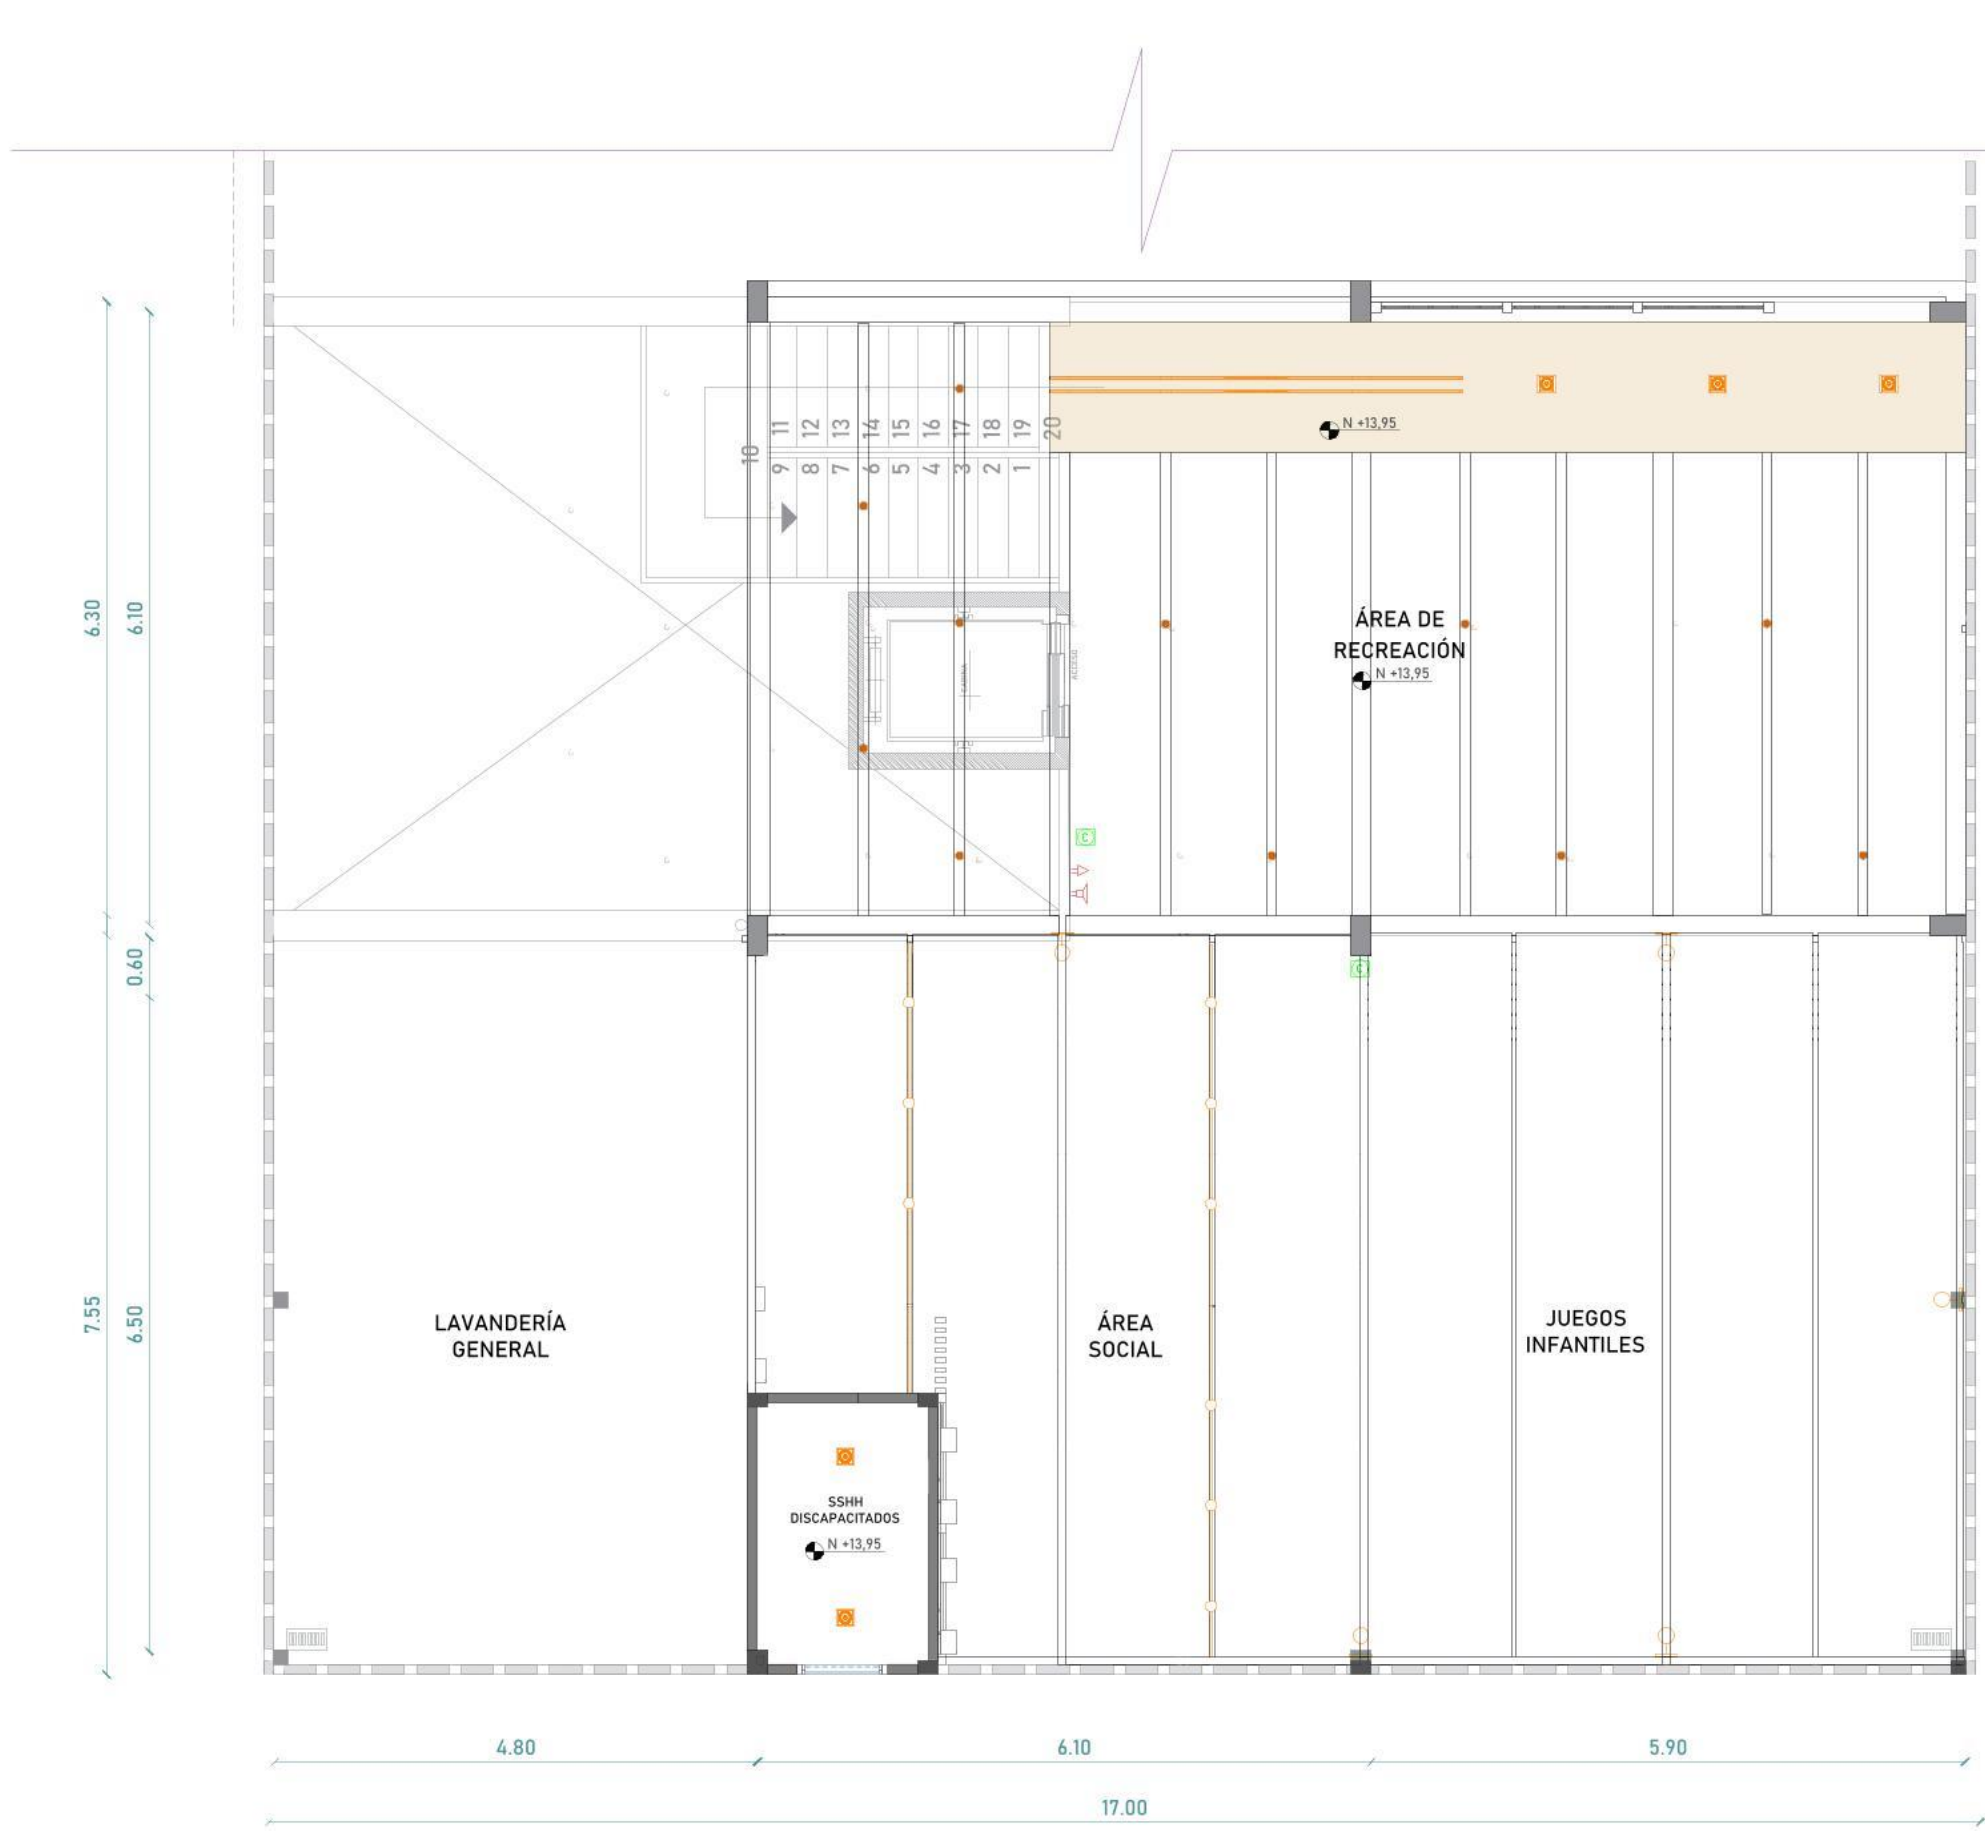 11
12
13
14
15
16
17
18
19
20
10
9
8
7
6
5
4
3
2
1
N +13,95
6.30
6.10
ÁREA DE
RECREACIÓN
N +13,95
CABINA
ACCESO
C
0.60
C
7.55
6.50
LAVANDERÍA
GENERAL
ÁREA
SOCIAL
JUEGOS
INFANTILES
SSHH
DISCAPACITADOS
N +13,95
4.80
6.10
5.90
17.00